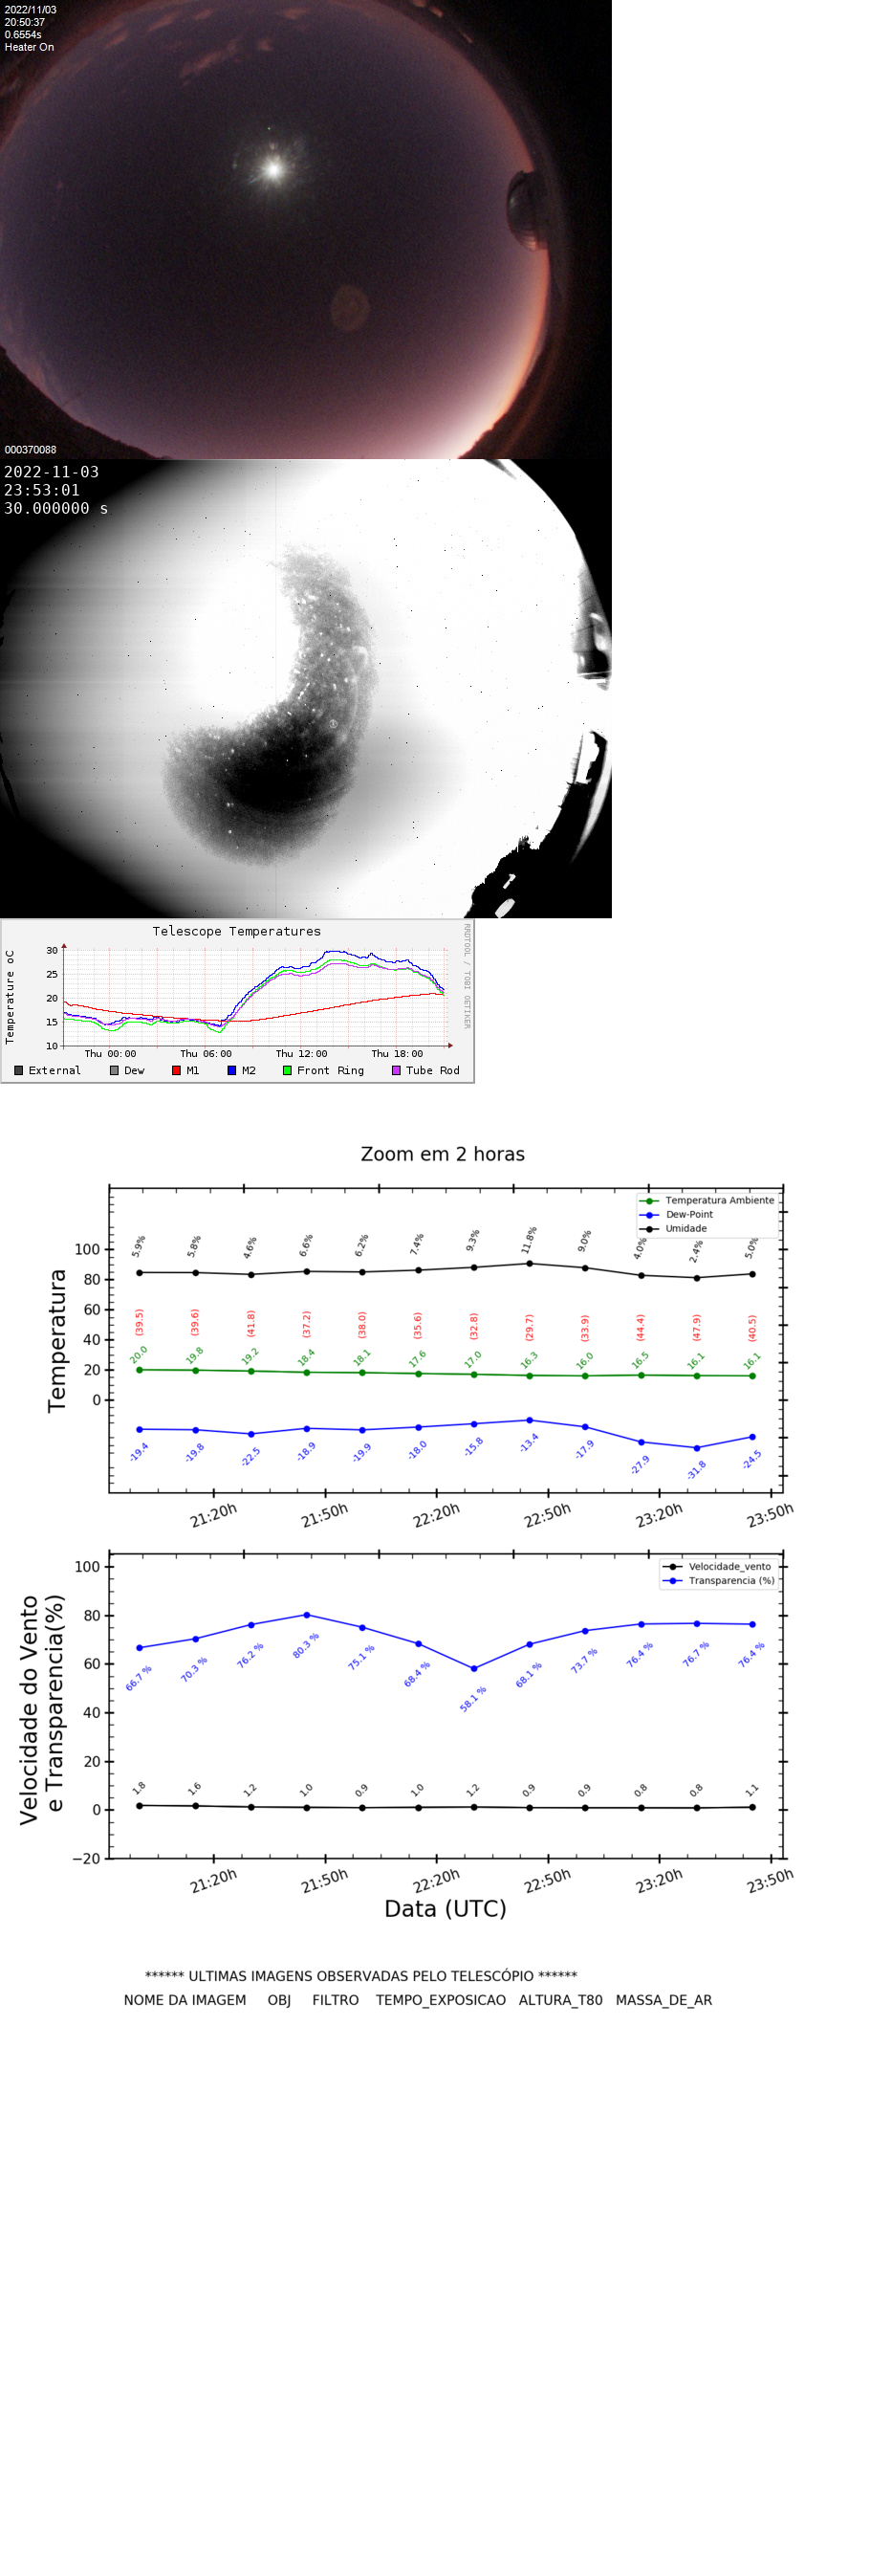 2022/11/03
20:50:37
0.6554s
Heater On
000370088
2022-11-03
23:53:01
30.000000 s
Telescope Temperatures
RRDTOOL / TOBI OETIKER
Temperature oC
30
25
20
15
10
Thu 00:00 Thu 06:00 Thu 12:00 Thu 18:00
External Dew M1 M2 Front Ring Tube Rod
Zoom em 2 horas
Temperatura Ambiente
Dew-Point
Umidade
Temperatura
100
80
60
40
20
0
5.9% 5.8% 4.6% 6.6% 6.2% 7.4% 9.3% 11.8% 9.0% 4.0% 2.4% 5.0%
(39.5) (39.6) (41.8) (37.2) (38.0) (35.6) (32.8) (29.7) (33.9) (44.4) (47.9) (40.5)
20.0 19.8 19.2 18.4 18.1 17.6 17.0 16.3 16.0 16.5 16.1 16.1
-19.4 -19.8 -22.5 -18.9 -19.9 -18.0 -15.8 -13.4 -17.9 -27.9 -31.8 -24.5
21:20h 21:50h 22:20h 22:50h 23:20h 23:50h
Velocidade_vento
Transparencia (%)
Velocidade do Vento
e Transparencia(%)
100
80
60
40
20
0
−20
66.7 % 70.3 % 76.2 % 80.3 % 75.1 % 68.4 % 58.1 % 68.1 % 73.7 % 76.4 % 76.7 % 76.4 %
1.8 1.6 1.2 1.0 0.9 1.0 1.2 0.9 0.9 0.8 0.8 1.1
21:20h 21:50h 22:20h 22:50h 23:20h 23:50h
Data (UTC)
****** ULTIMAS IMAGENS OBSERVADAS PELO TELESCÓPIO ******
NOME DA IMAGEM OBJ FILTRO TEMPO_EXPOSICAO ALTURA_T80 MASSA_DE_AR